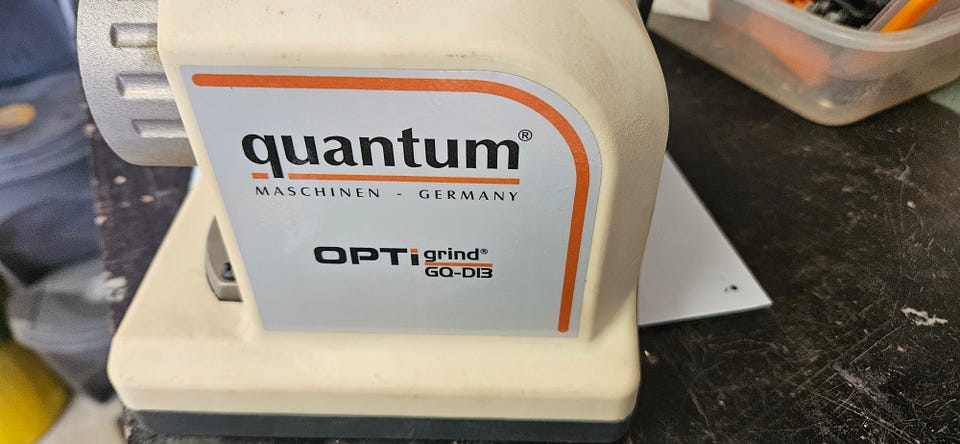 quantum®
MASCHINEN - GERMANY
OPTi grind®
GQ-D13